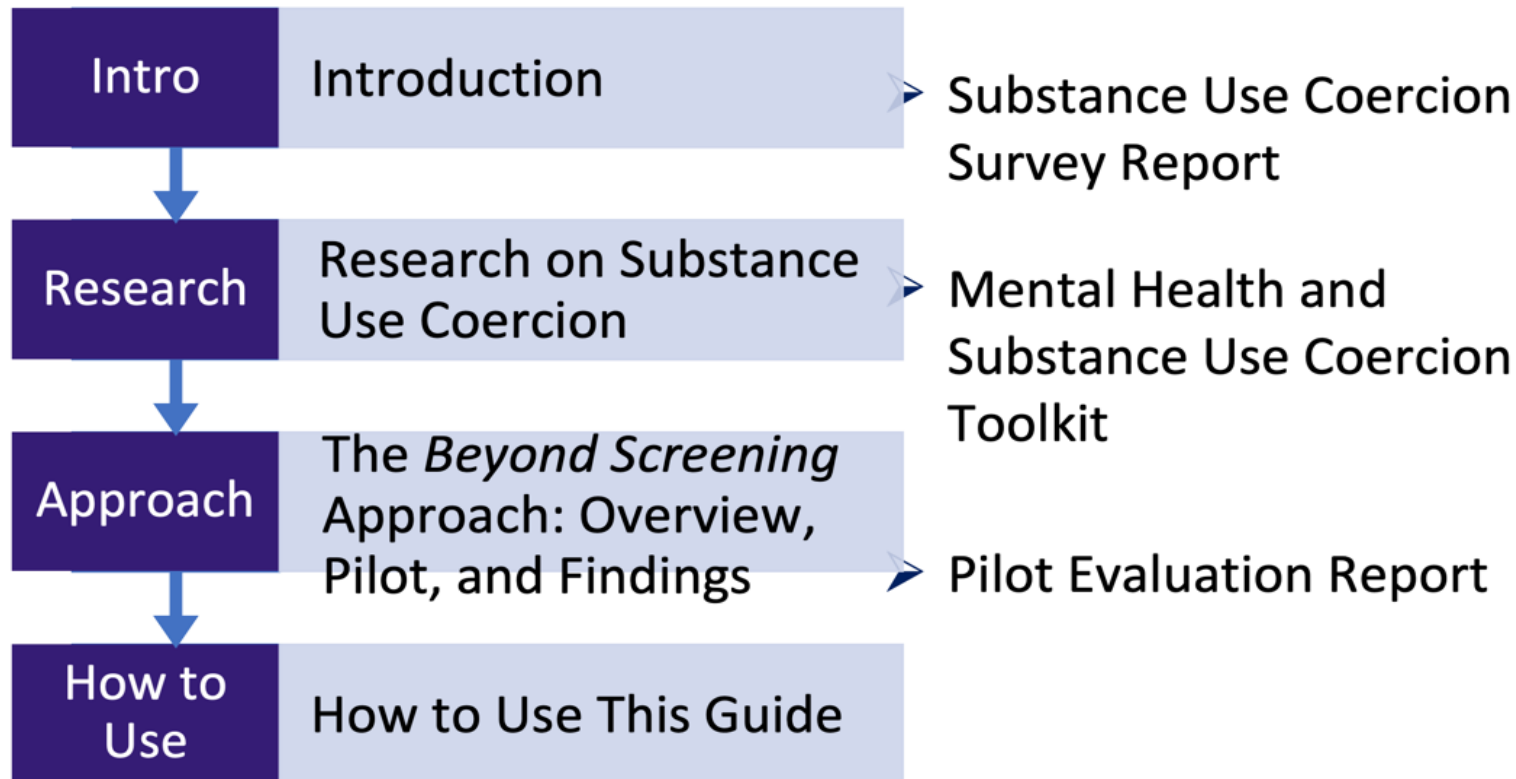 Intro
Introduction
Substance Use Coercion
Survey Report
Research
Research on Substance
Use Coercion
Mental Health and
Substance Use Coercion
Toolkit
Approach
The Beyond Screening
Approach: Overview,
Pilot, and Findings
Pilot Evaluation Report
How to
Use
How to Use This Guide